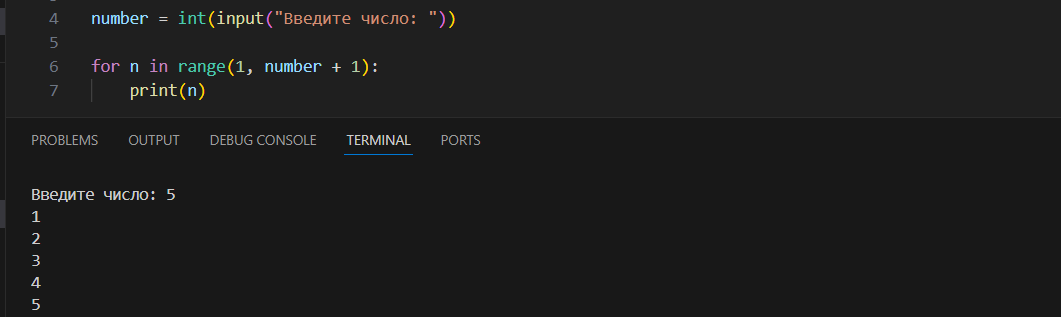 4 number = int(input("Введите число: "))
5
6 for n in range(1, number + 1):
7 print(n)
PROBLEMS OUTPUT DEBUG CONSOLE TERMINAL PORTS
Введите число: 5
1
2
3
4
5